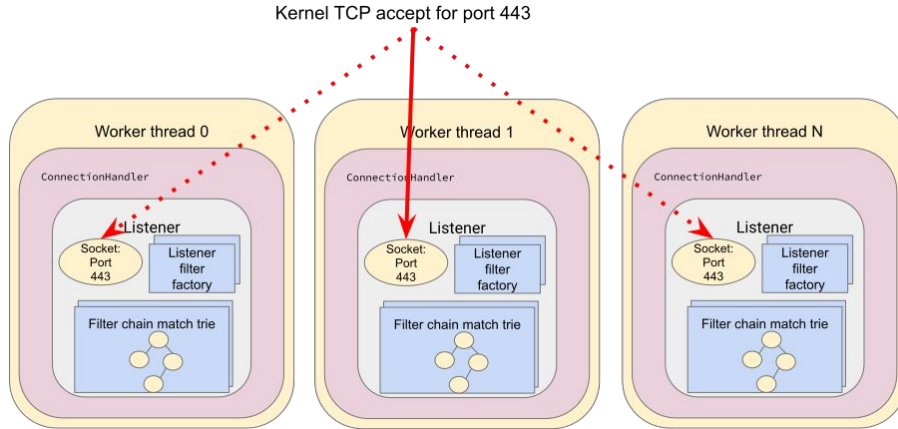 Kernel TCP accept for port 443
Worker thread 0
ConnectionHandler
Listener
Socket:
Port
443
Listener
filter
factory
Filter chain match trie
Worker thread 1
ConnectionHandler
Listener
Socket:
Port
443
Listener
filter
factory
Filter chain match trie
Worker thread N
ConnectionHandler
Listener
Socket:
Port
443
Listener
filter
factory
Filter chain match trie